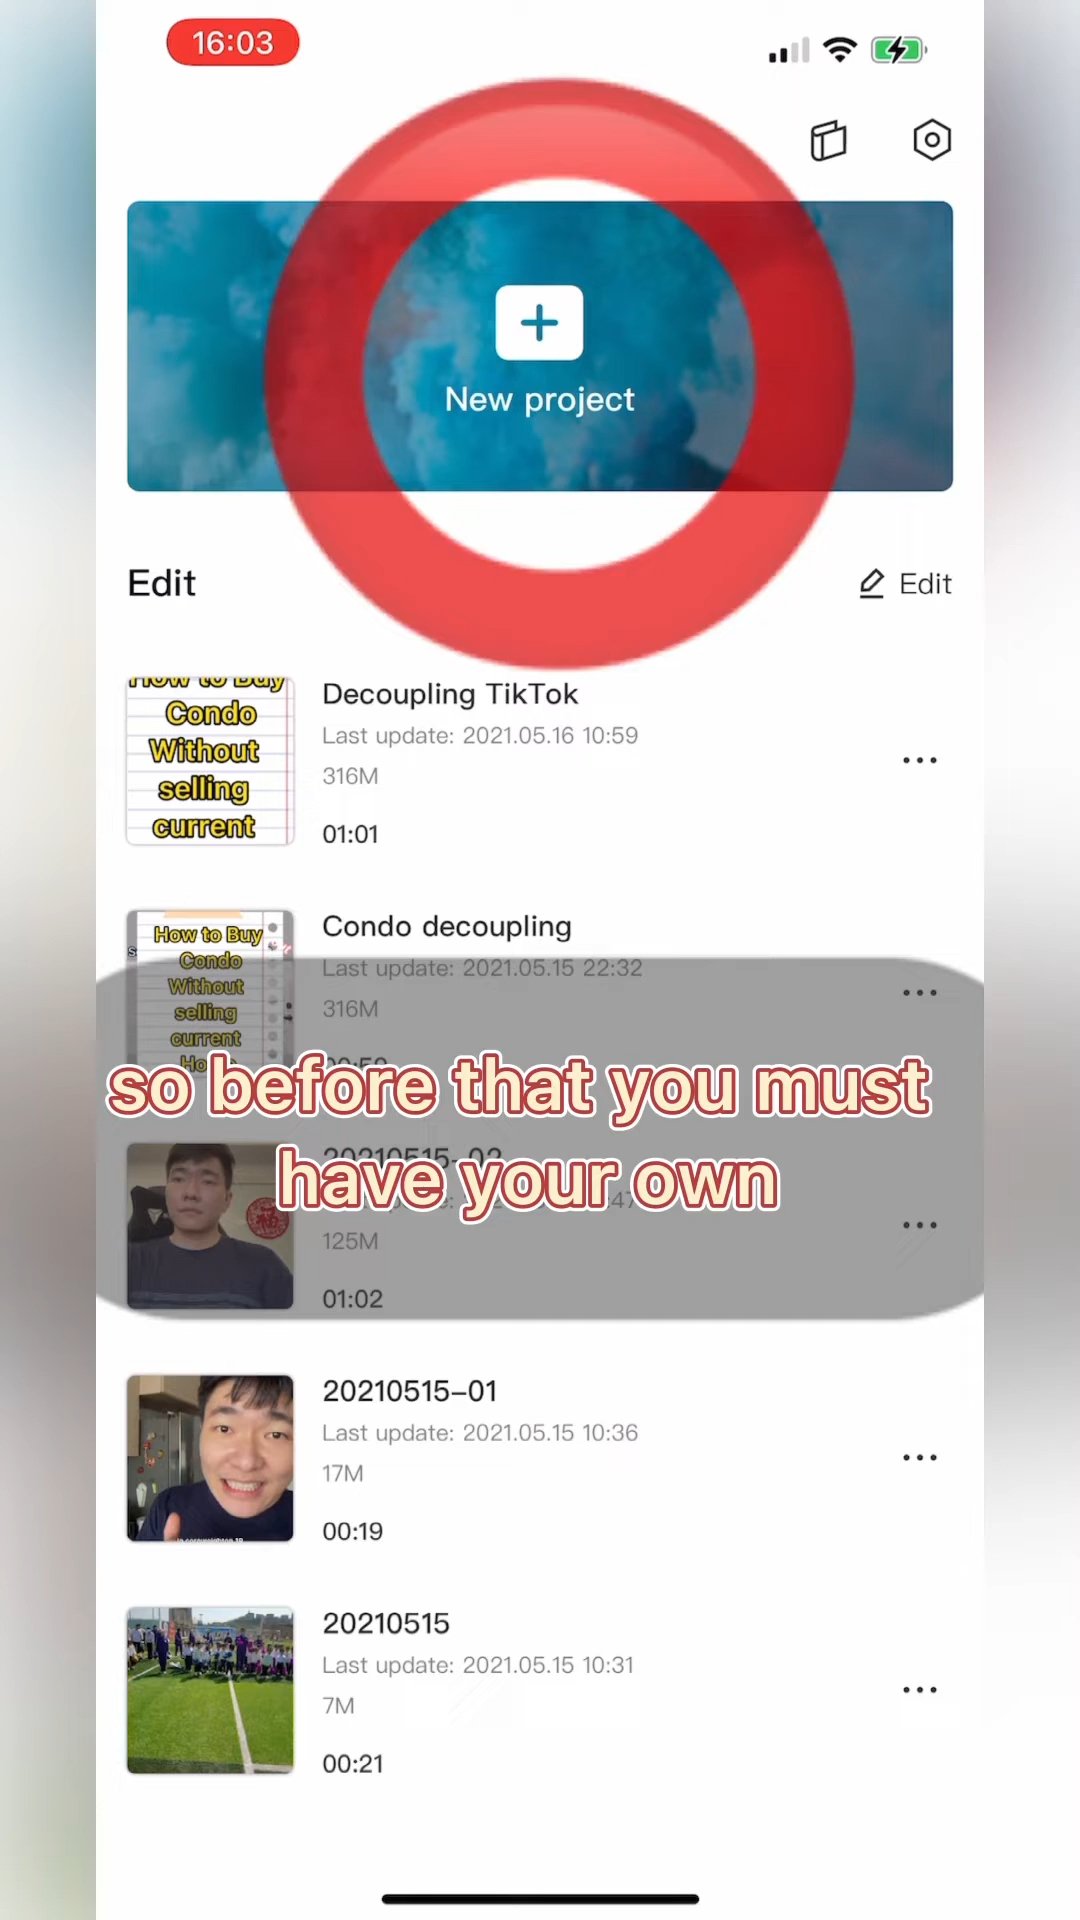 16:03
New project
Edit
Edit
How to Buy
Condo
Without
selling
current
Decoupling TikTok
Last update: 2021.05.16 10:59
316M
01:01
How to Buy
Condo
Without
selling
current
Condo decoupling
Last update: 2021.05.15 22:32
316M
so before that you must
have your own
20210515-02
125M
01:02
20210515-01
Last update: 2021.05.15 10:36
17M
00:19
20210515
Last update: 2021.05.15 10:31
7M
00:21